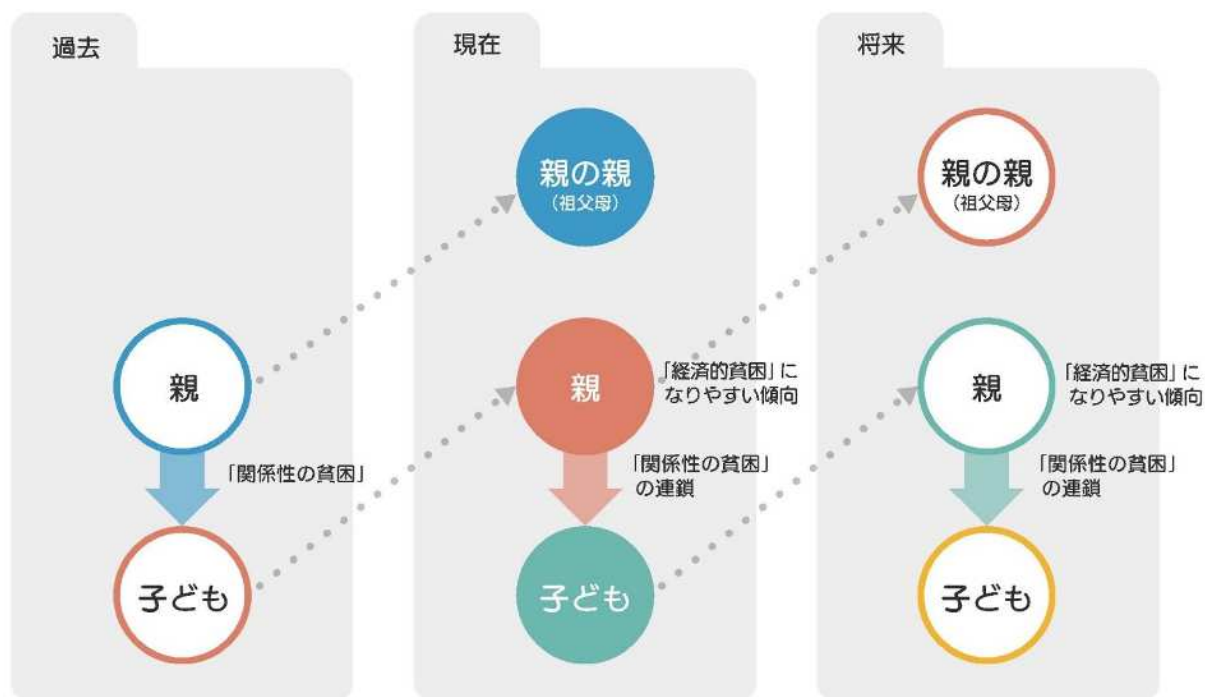 過去
親
「関係性の貧困」
子ども
現在
親の親
（祖父母）
親
「経済的貧困」に
なりやすい傾向
「関係性の貧困」
の連鎖
子ども
将来
親の親
（祖父母）
親
「経済的貧困」に
なりやすい傾向
「関係性の貧困」
の連鎖
子ども